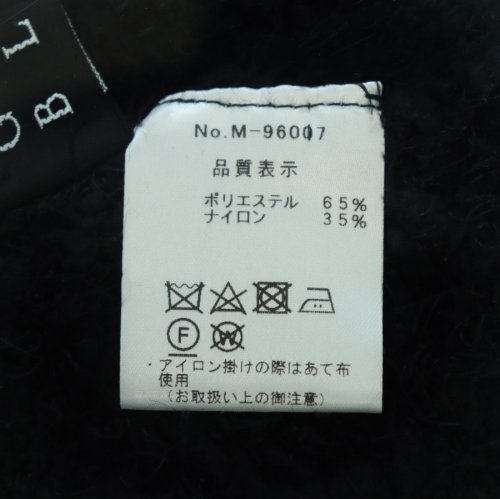 OL
B
No.M-96007
品質表示
ポリエステル 65%
ナイロン 35%
F W
・アイロン掛けの際はあて布
使用
(お取扱い上の御注意)